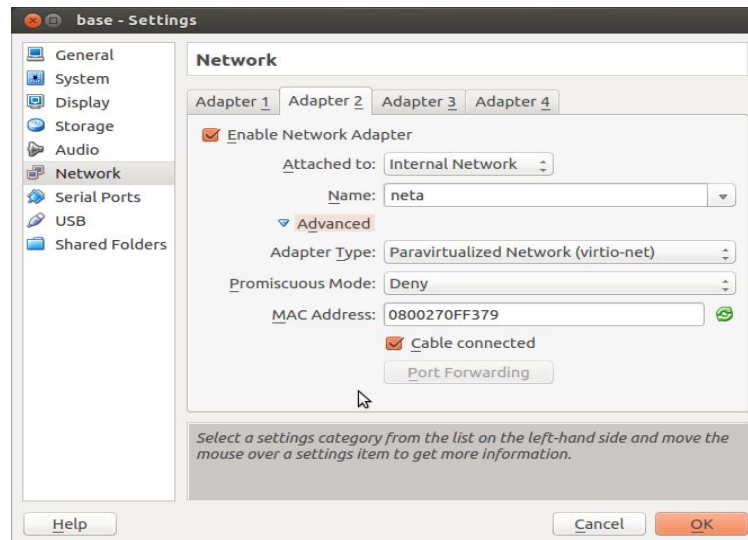 base - Settings
General
System
Display
Storage
Audio
Network
Serial Ports
USB
Shared Folders
Network
Adapter 1 Adapter 2 Adapter 3 Adapter 4
Enable Network Adapter
Attached to: Internal Network
Name: neta
Advanced
Adapter Type: Paravirtualized Network (virtio-net)
Promiscuous Mode: Deny
MAC Address: 0800270FF379
Cable connected
Port Forwarding
Select a settings category from the list on the left-hand side and move the
mouse over a settings item to get more information.
Help Cancel OK